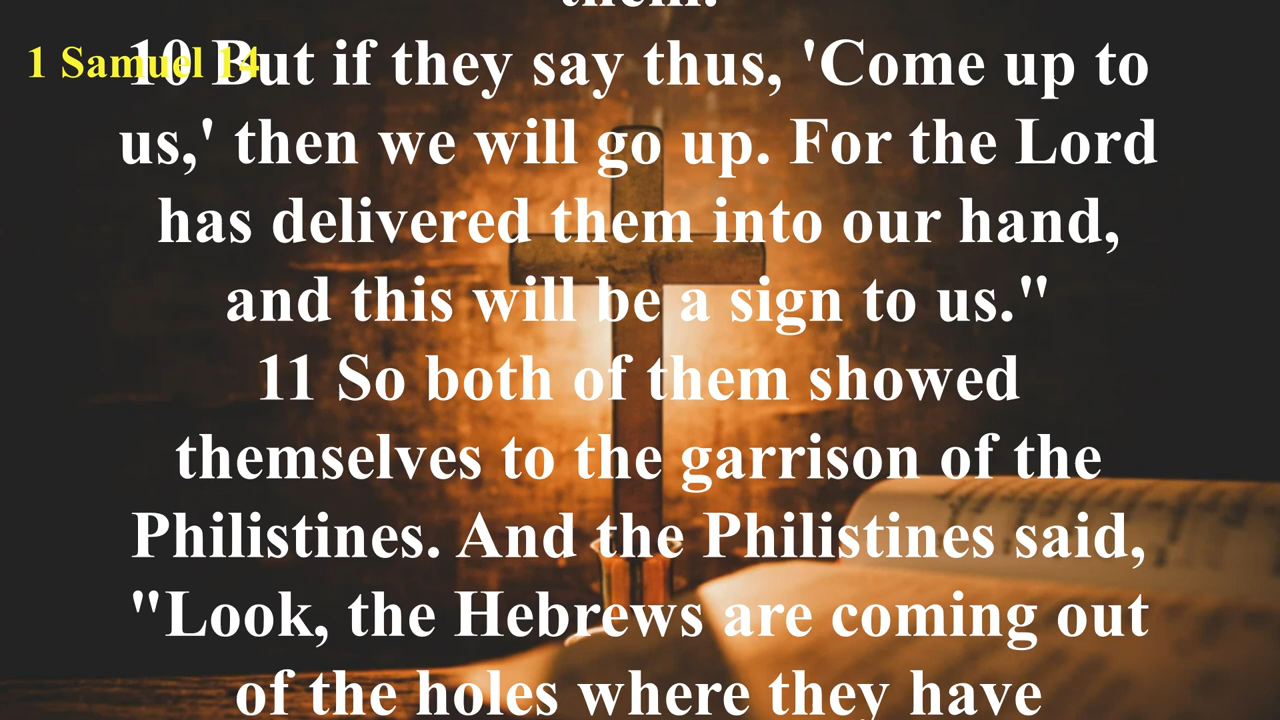 them.
1 Samuel 14
10 But if they say thus, 'Come up to
us,' then we will go up. For the Lord
has delivered them into our hand,
and this will be a sign to us."
11 So both of them showed
themselves to the garrison of the
Philistines. And the Philistines said,
"Look, the Hebrews are coming out
of the holes where they have